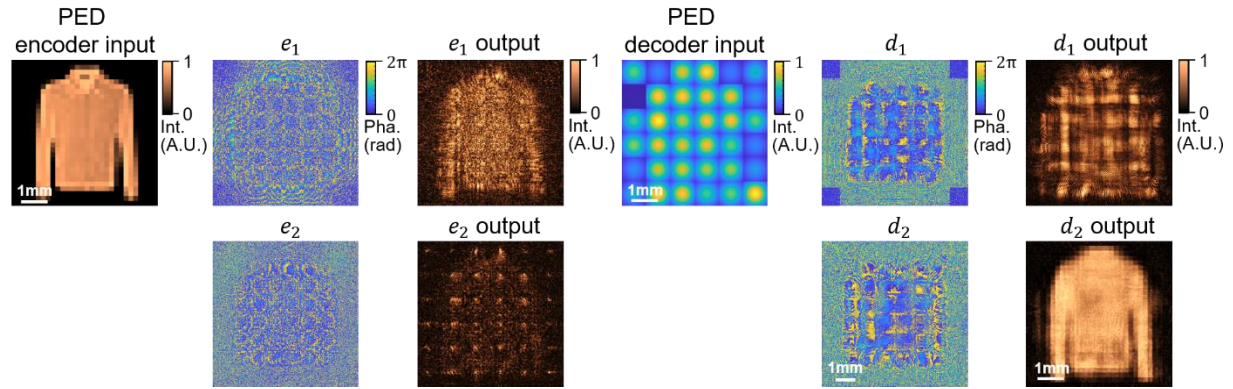 PED
encoder input
1
0
Int.
(A.U.)
1mm
e₁
2π
0
Pha.
(rad)
e₁ output
1
0
Int.
(A.U.)
PED
decoder input
1
0
Int.
(A.U.)
1mm
d₁
2π
0
Pha.
(rad)
d₁ output
1
0
Int.
(A.U.)
e₂
e₂ output
d₂
1mm
d₂ output
1mm